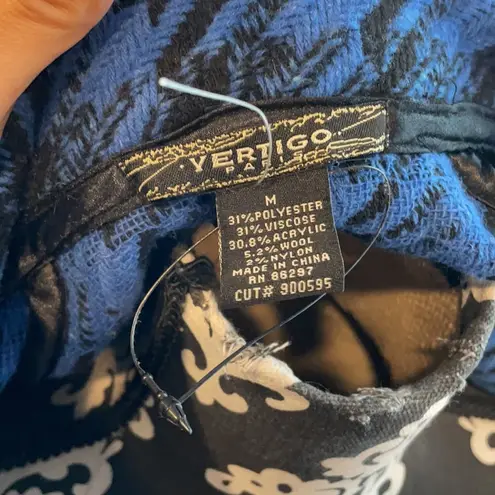 VERTIGO
PARIS
M
31%POLYESTER
31% VISCOSE
30.8% ACRYLIC
5.2% WOOL
2% NYLON
MADE IN CHINA
RN 86297
CUT# 900595